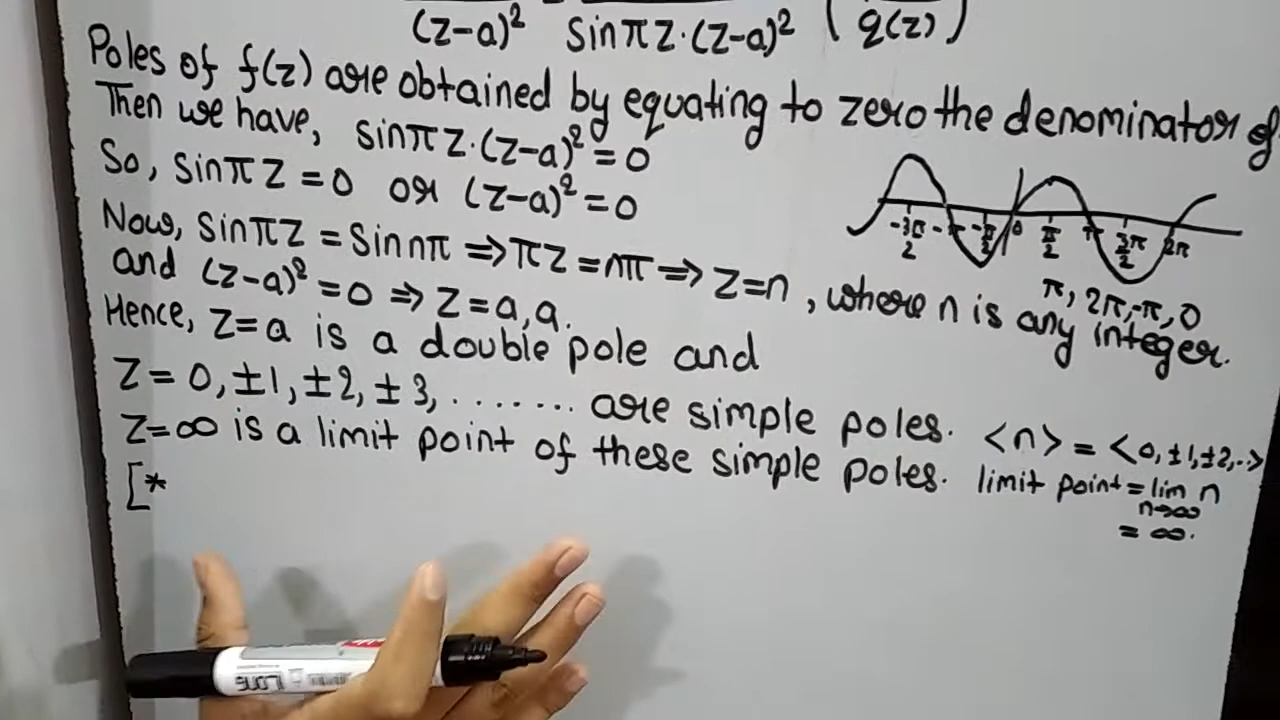 (z-a)² sinπz·(z-a)² ( q(z) )
Poles of f(z) are obtained by equating to zero the denominator of
Then we have, sinπz·(z-a)² = 0
So, sinπz = 0 or (z-a)² = 0
-3π/2 -π -π/2 0 π/2 π 3π/2 2π
π, 2π, -π, 0
Now, sinπz = sin nπ ⇒ πz = nπ ⇒ z = n, where n is any integer.
and (z-a)² = 0 ⇒ z = a, a.
Hence, z = a is a double pole and
z = 0, ±1, ±2, ±3, ....... are simple poles.
z = ∞ is a limit point of these simple poles.
<n> = <0, ±1, ±2, ..>
limit point = lim n
n→∞
= ∞.
[*
iLONG